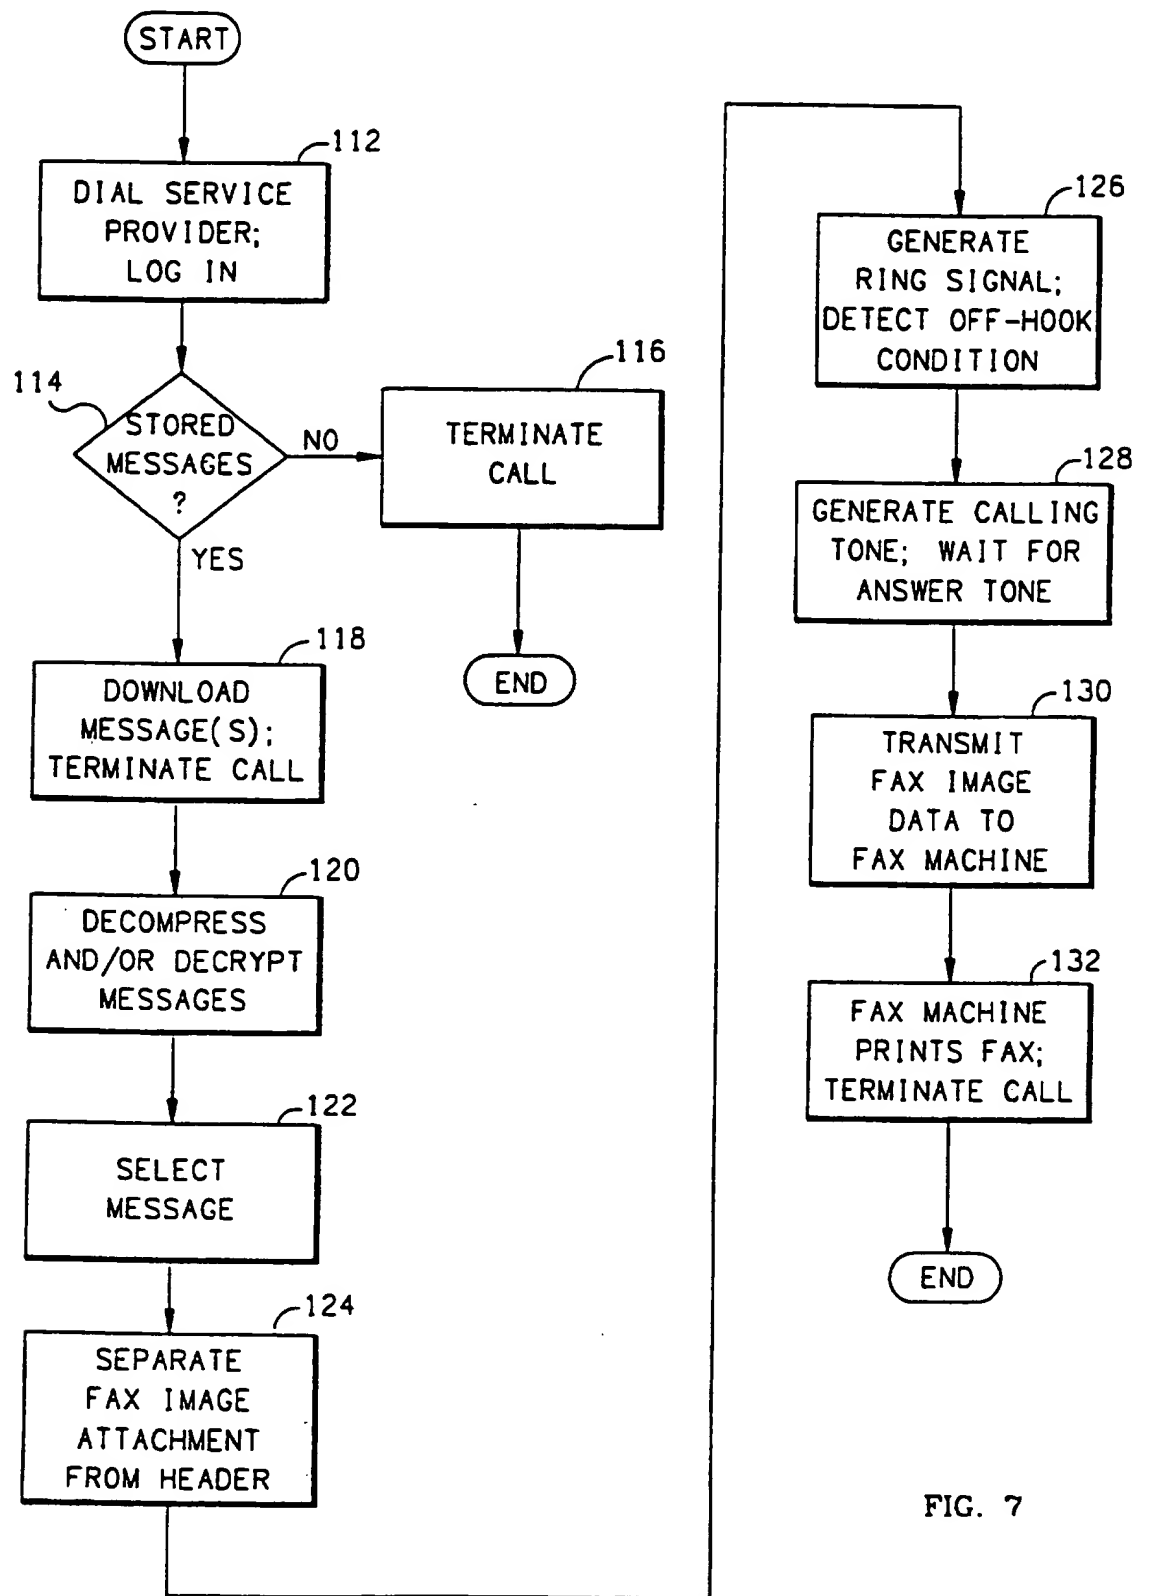 START
112
DIAL SERVICE
PROVIDER;
LOG IN
114
STORED
MESSAGES
?
NO
YES
116
TERMINATE
CALL
END
118
DOWNLOAD
MESSAGE(S);
TERMINATE CALL
120
DECOMPRESS
AND/OR DECRYPT
MESSAGES
122
SELECT
MESSAGE
124
SEPARATE
FAX IMAGE
ATTACHMENT
FROM HEADER
126
GENERATE
RING SIGNAL;
DETECT OFF-HOOK
CONDITION
128
GENERATE CALLING
TONE; WAIT FOR
ANSWER TONE
130
TRANSMIT
FAX IMAGE
DATA TO
FAX MACHINE
132
FAX MACHINE
PRINTS FAX;
TERMINATE CALL
END
FIG. 7